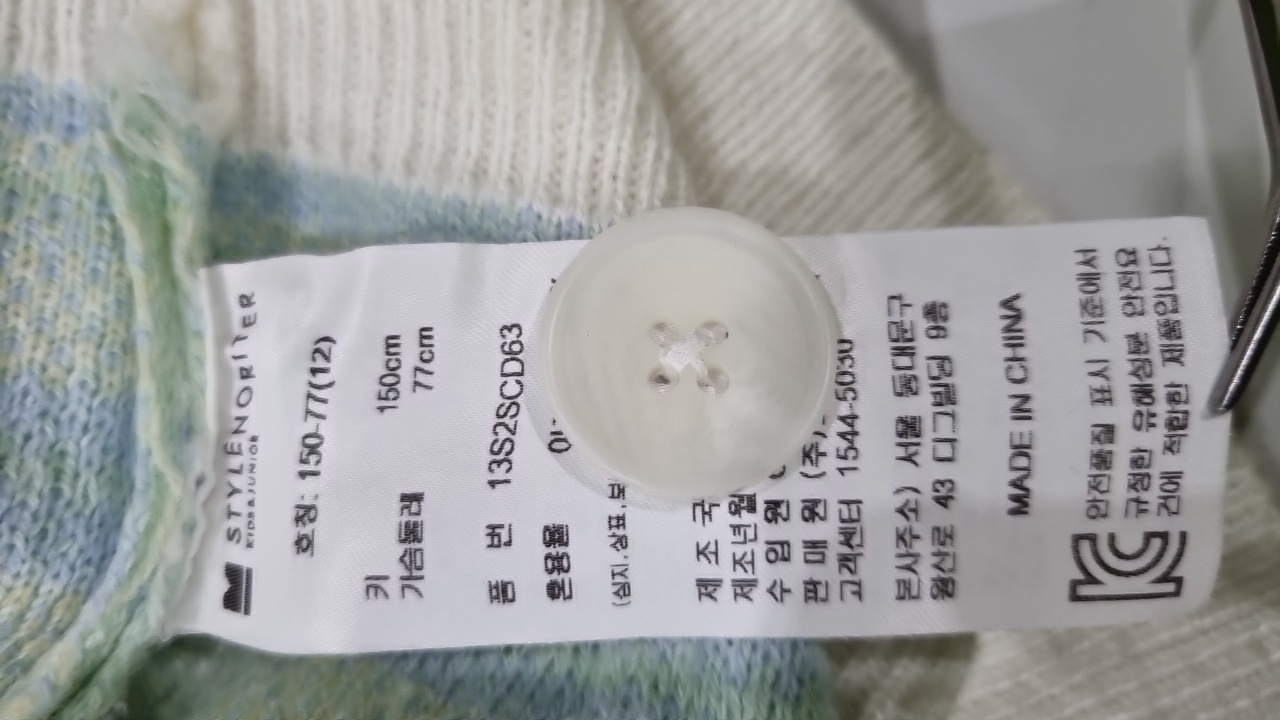 STYLENORITER
KIDS&JUNIOR
호칭: 150-77(12)
키 150cm
가슴둘레 77cm
품 번 13S2SCD63
혼용율
(심지,상표,
제 조 국
제조년월
수 입 원
판 매 원 (주)
고객센터 1544-5030
본사주소) 서울 동대문구
왕산로 43 디그빌딩 9층
MADE IN CHINA
안전품질 표시 기준에서
규정한 유해성분 안전요
건에 적합한 제품입니다.